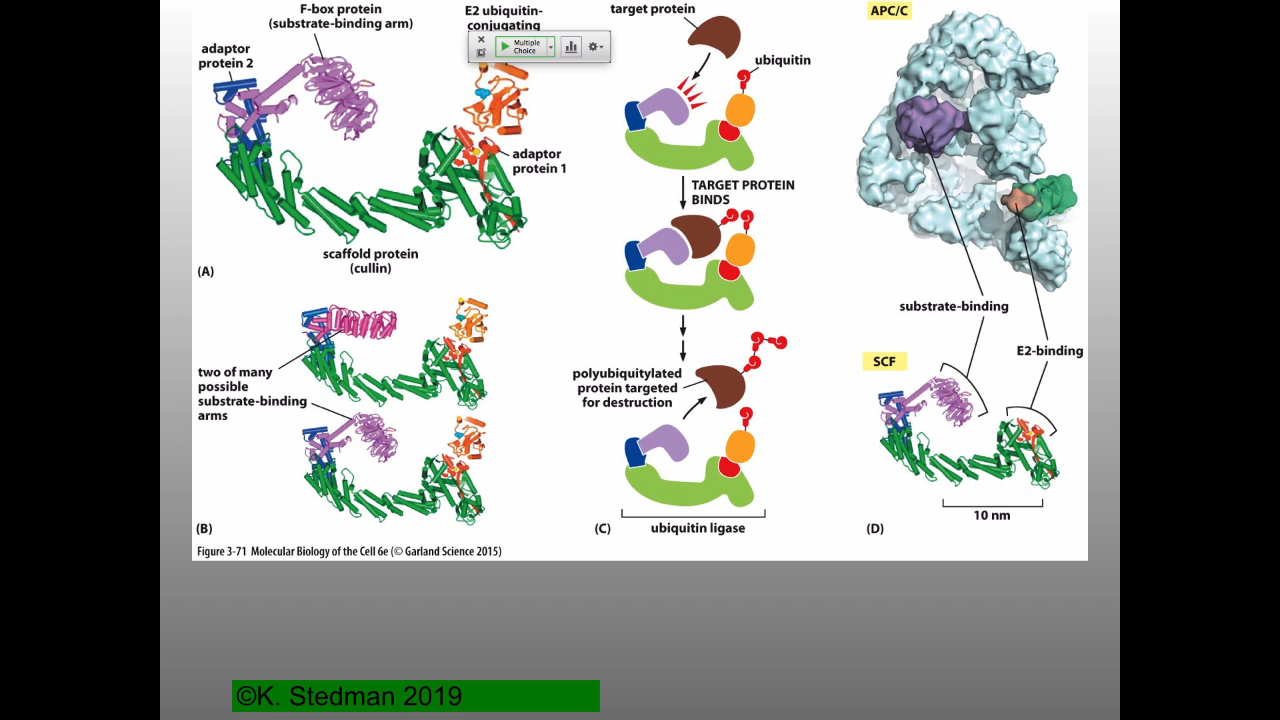 F-box protein
(substrate-binding arm)
E2 ubiquitin-
conjugating
adaptor
protein 2
Multiple
Choice
adaptor
protein 1
scaffold protein
(cullin)
(A)
two of many
possible
substrate-binding
arms
(B)
target protein
ubiquitin
TARGET PROTEIN
BINDS
polyubiquitylated
protein targeted
for destruction
(C)
ubiquitin ligase
APC/C
substrate-binding
E2-binding
SCF
10 nm
(D)
Figure 3-71 Molecular Biology of the Cell 6e (© Garland Science 2015)
©K. Stedman 2019